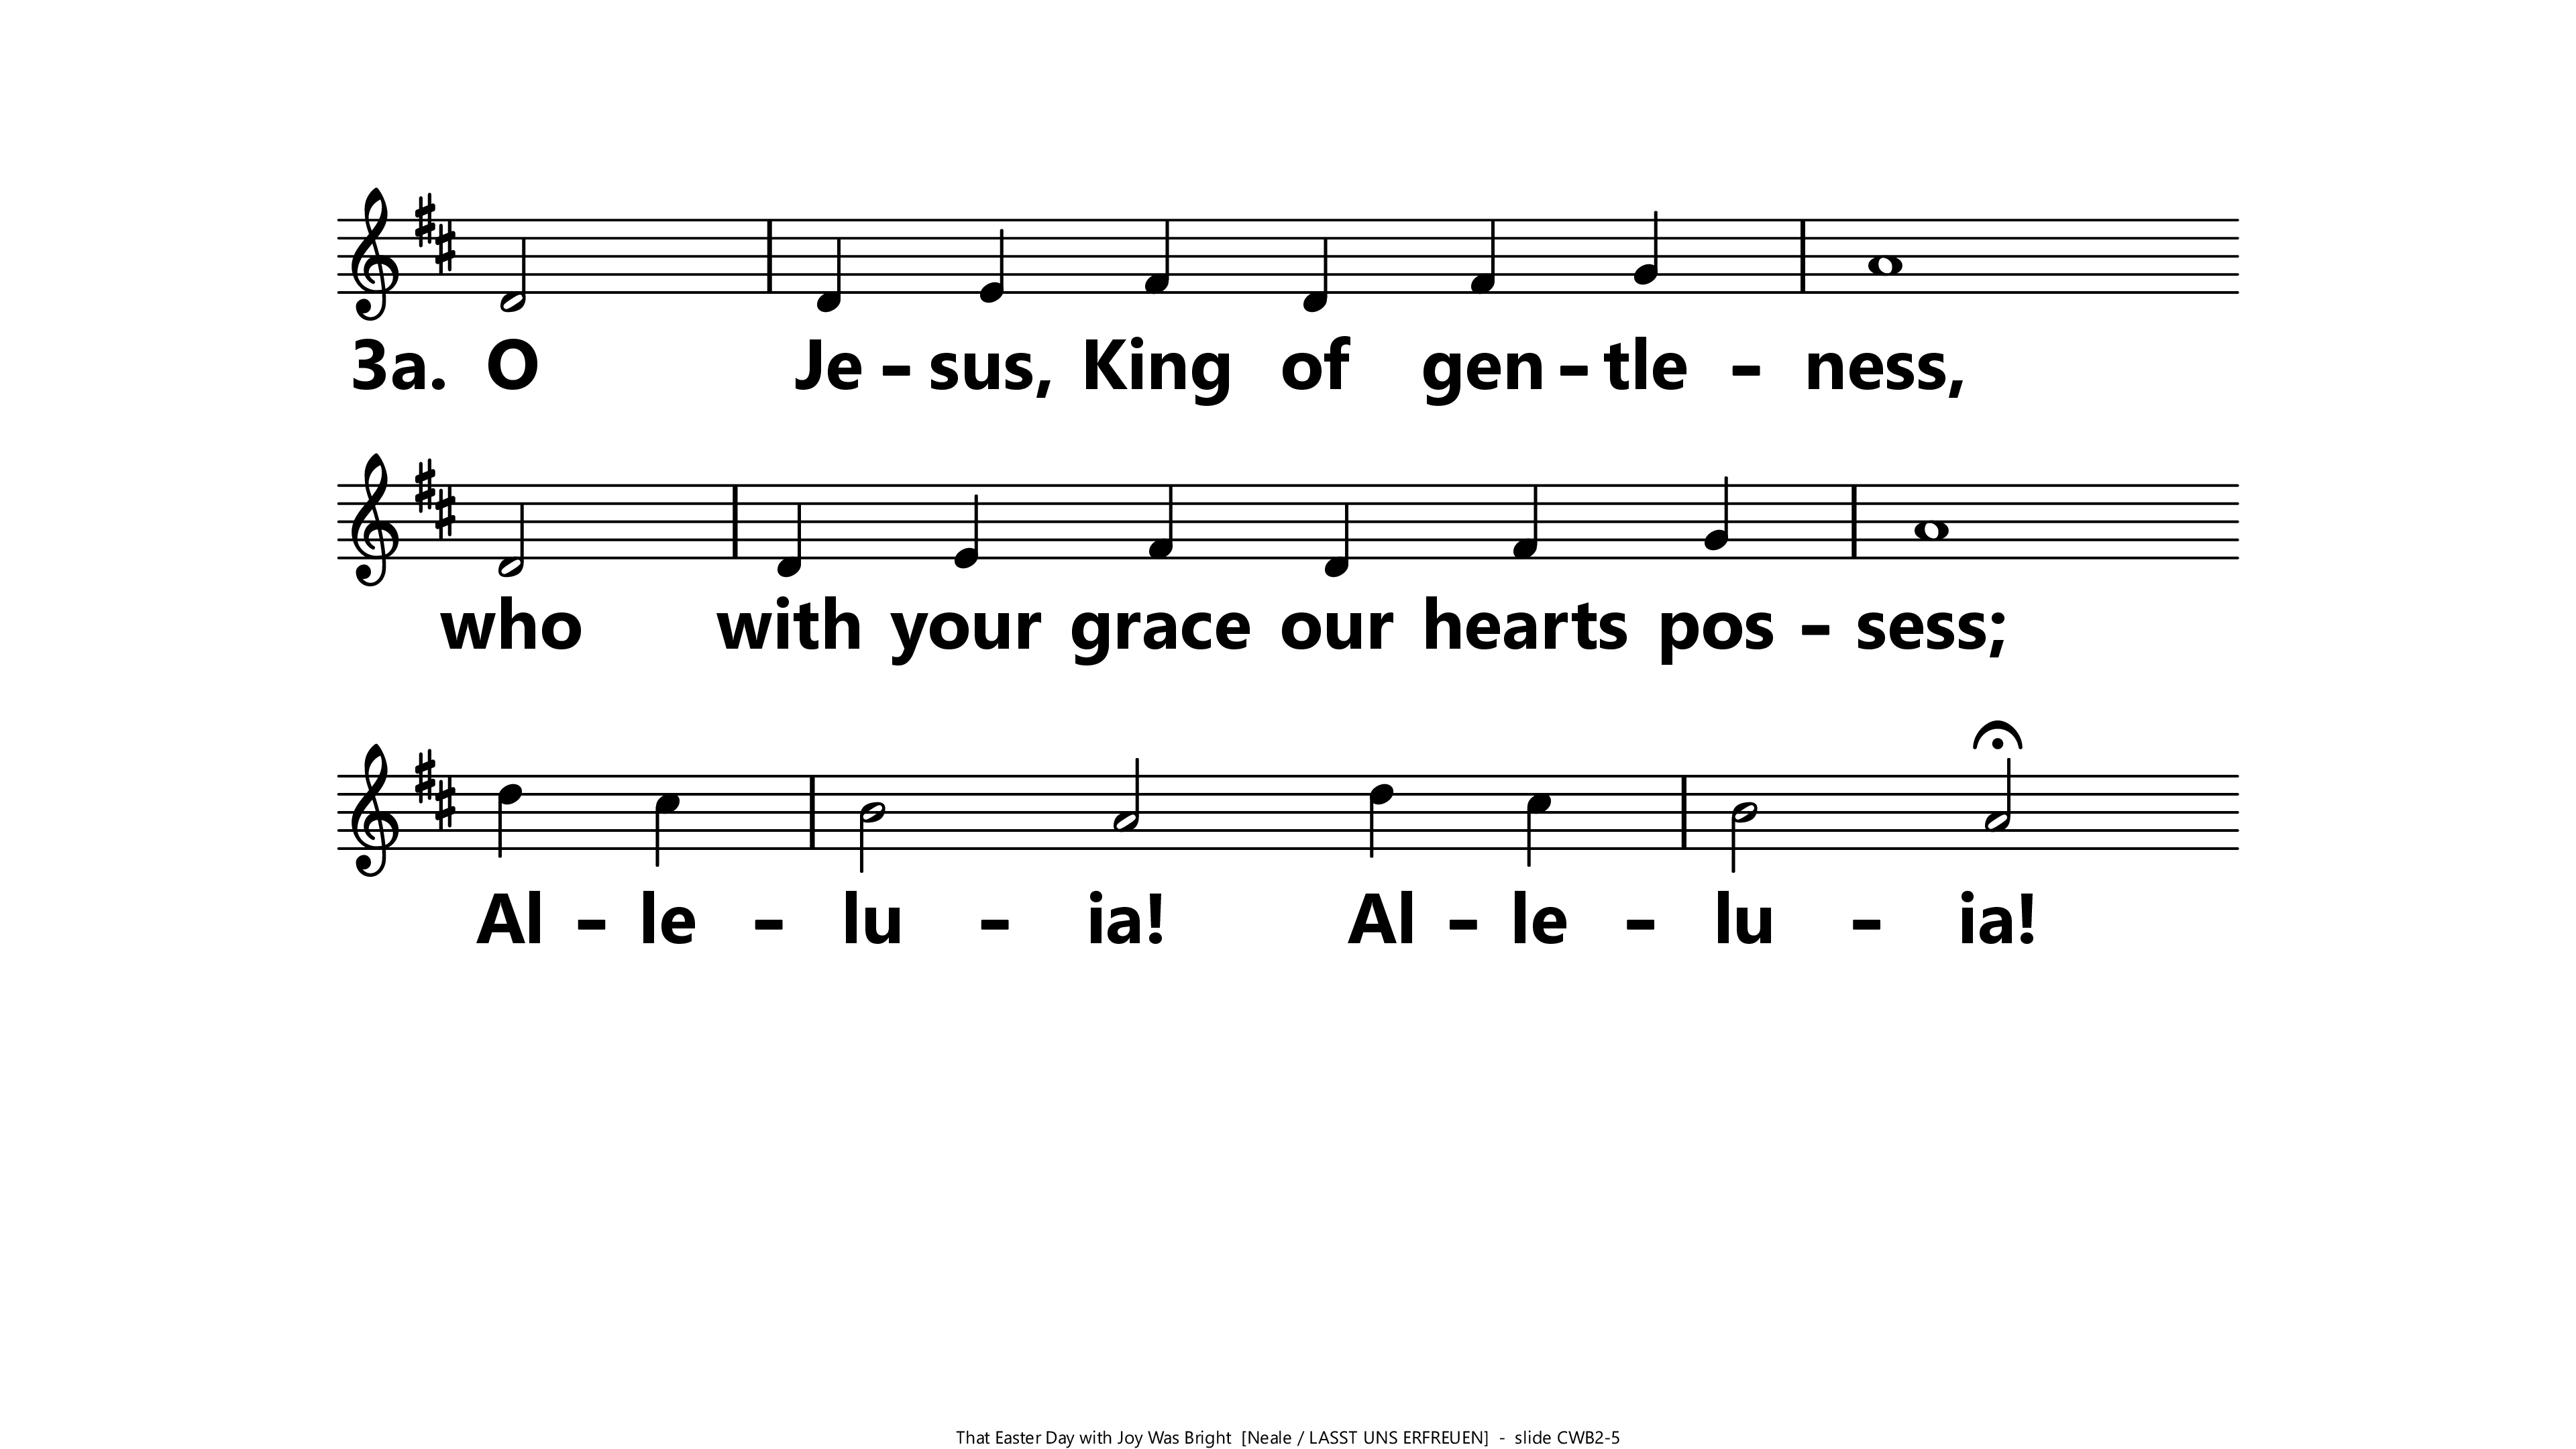 3a. O Je - sus, King of gen - tle - ness,
who with your grace our hearts pos - sess;
Al - le - lu - ia! Al - le - lu - ia!
That Easter Day with Joy Was Bright [Neale / LASST UNS ERFREUEN] - slide CWB2-5